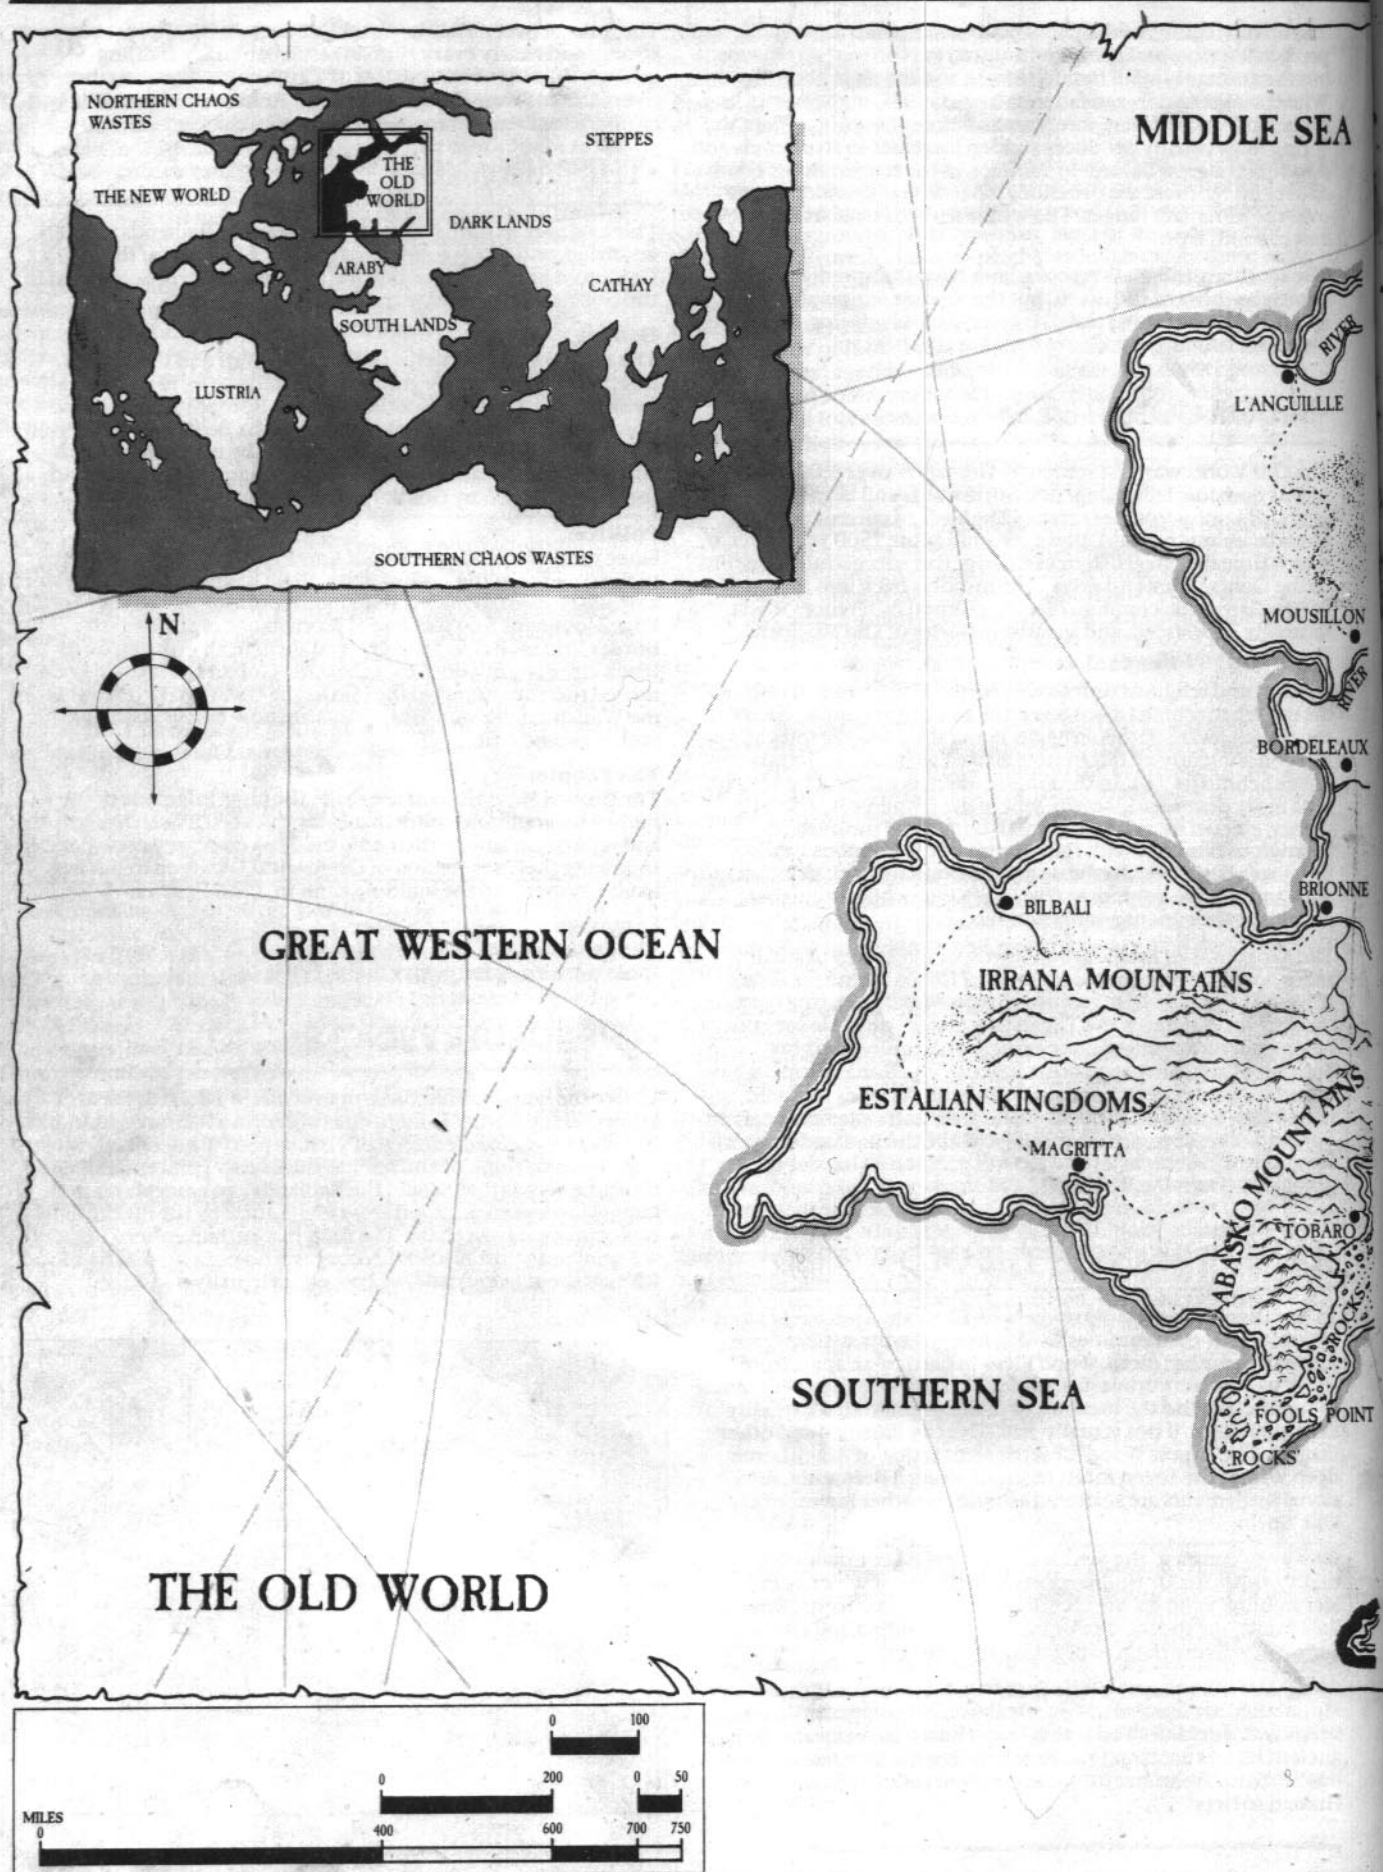 NORTHERN CHAOS
WASTES
STEPPES
THE
OLD
WORLD
THE NEW WORLD
DARK LANDS
ARABY
CATHAY
SOUTH LANDS
LUSTRIA
SOUTHERN CHAOS WASTES
MIDDLE SEA
RIVER
L'ANGUILLLE
N
MOUSILLON
RIVER
BORDELEAUX
BRIONNE
BILBALI
GREAT WESTERN OCEAN
IRRANA MOUNTAINS
ESTALIAN KINGDOMS
MAGRITTA
ABASKO MOUNTAINS
TOBARO
ROCKS
SOUTHERN SEA
FOOLS POINT
ROCKS
THE OLD WORLD
0 100
0 200 0 50
MILES
0 400 600 700 750